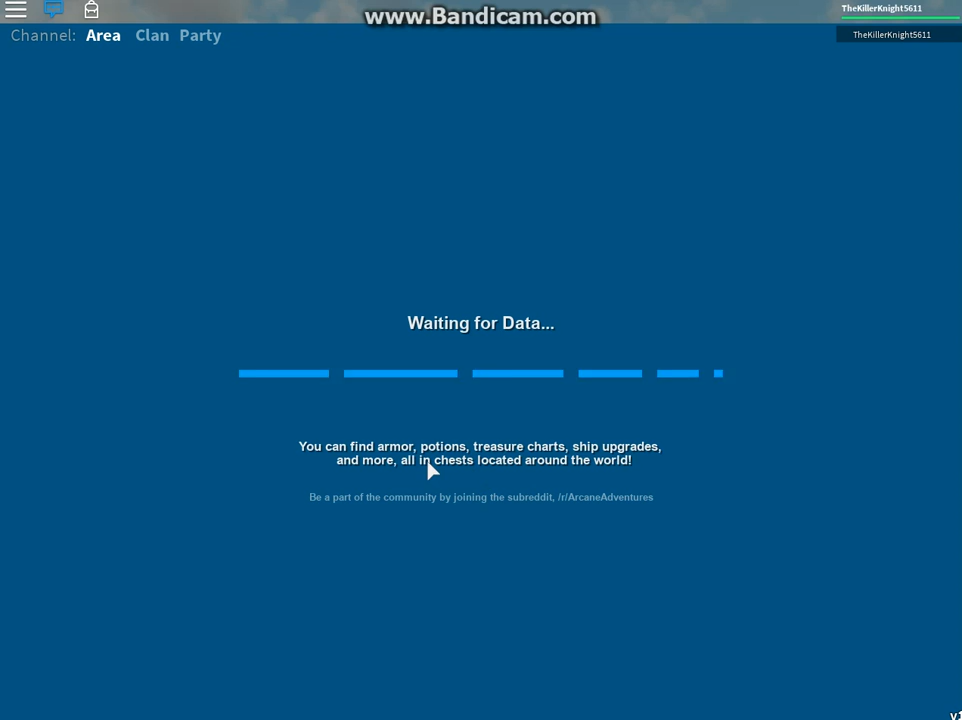 www.Bandicam.com
TheKillerKnight5611
Channel: Area Clan Party
TheKillerKnight5611
Waiting for Data...
You can find armor, potions, treasure charts, ship upgrades,
and more, all in chests located around the world!
Be a part of the community by joining the subreddit, /r/ArcaneAdventures